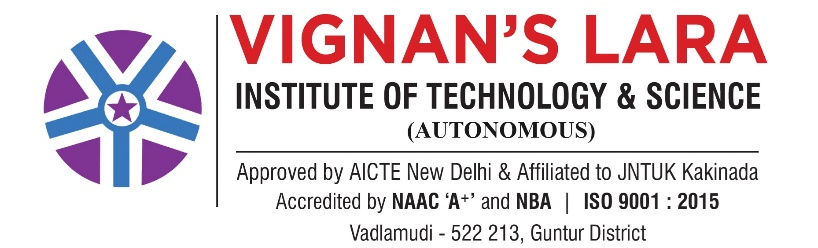 VIGNAN'S LARA
INSTITUTE OF TECHNOLOGY & SCIENCE
(AUTONOMOUS)
Approved by AICTE New Delhi & Affiliated to JNTUK Kakinada
Accredited by NAAC ‘A+’ and NBA | ISO 9001 : 2015
Vadlamudi - 522 213, Guntur District